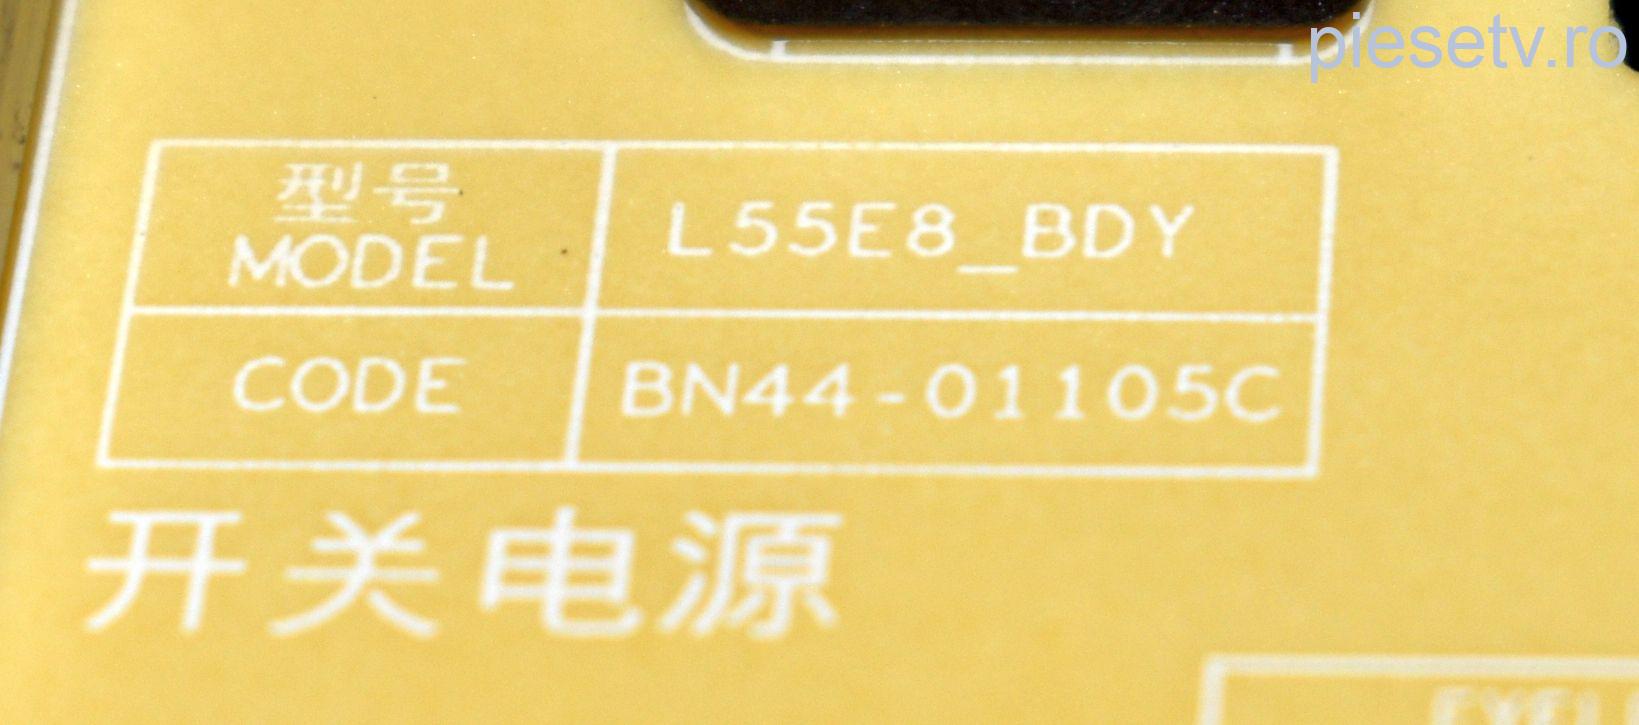 piesetv.ro
型号
MODEL
L55E8_BDY
CODE
BN44-01105C
开关电源